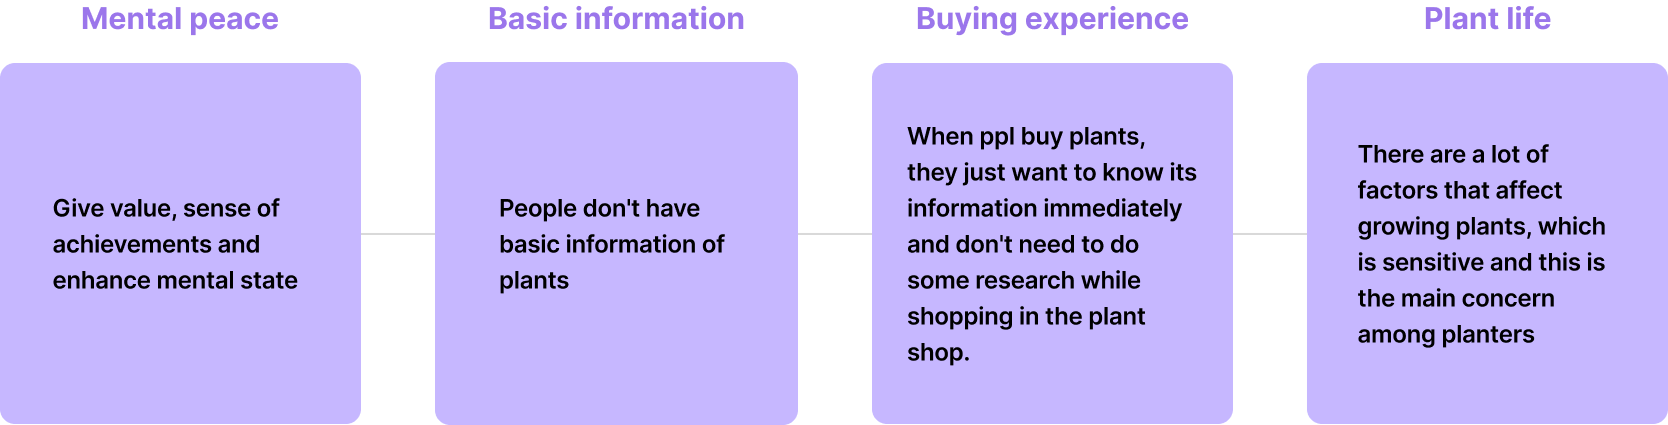 Mental peace
Give value, sense of
achievements and
enhance mental state
Basic information
People don't have
basic information of
plants
Buying experience
When ppl buy plants,
they just want to know its
information immediately
and don't need to do
some research while
shopping in the plant
shop.
Plant life
There are a lot of
factors that affect
growing plants, which
is sensitive and this is
the main concern
among planters